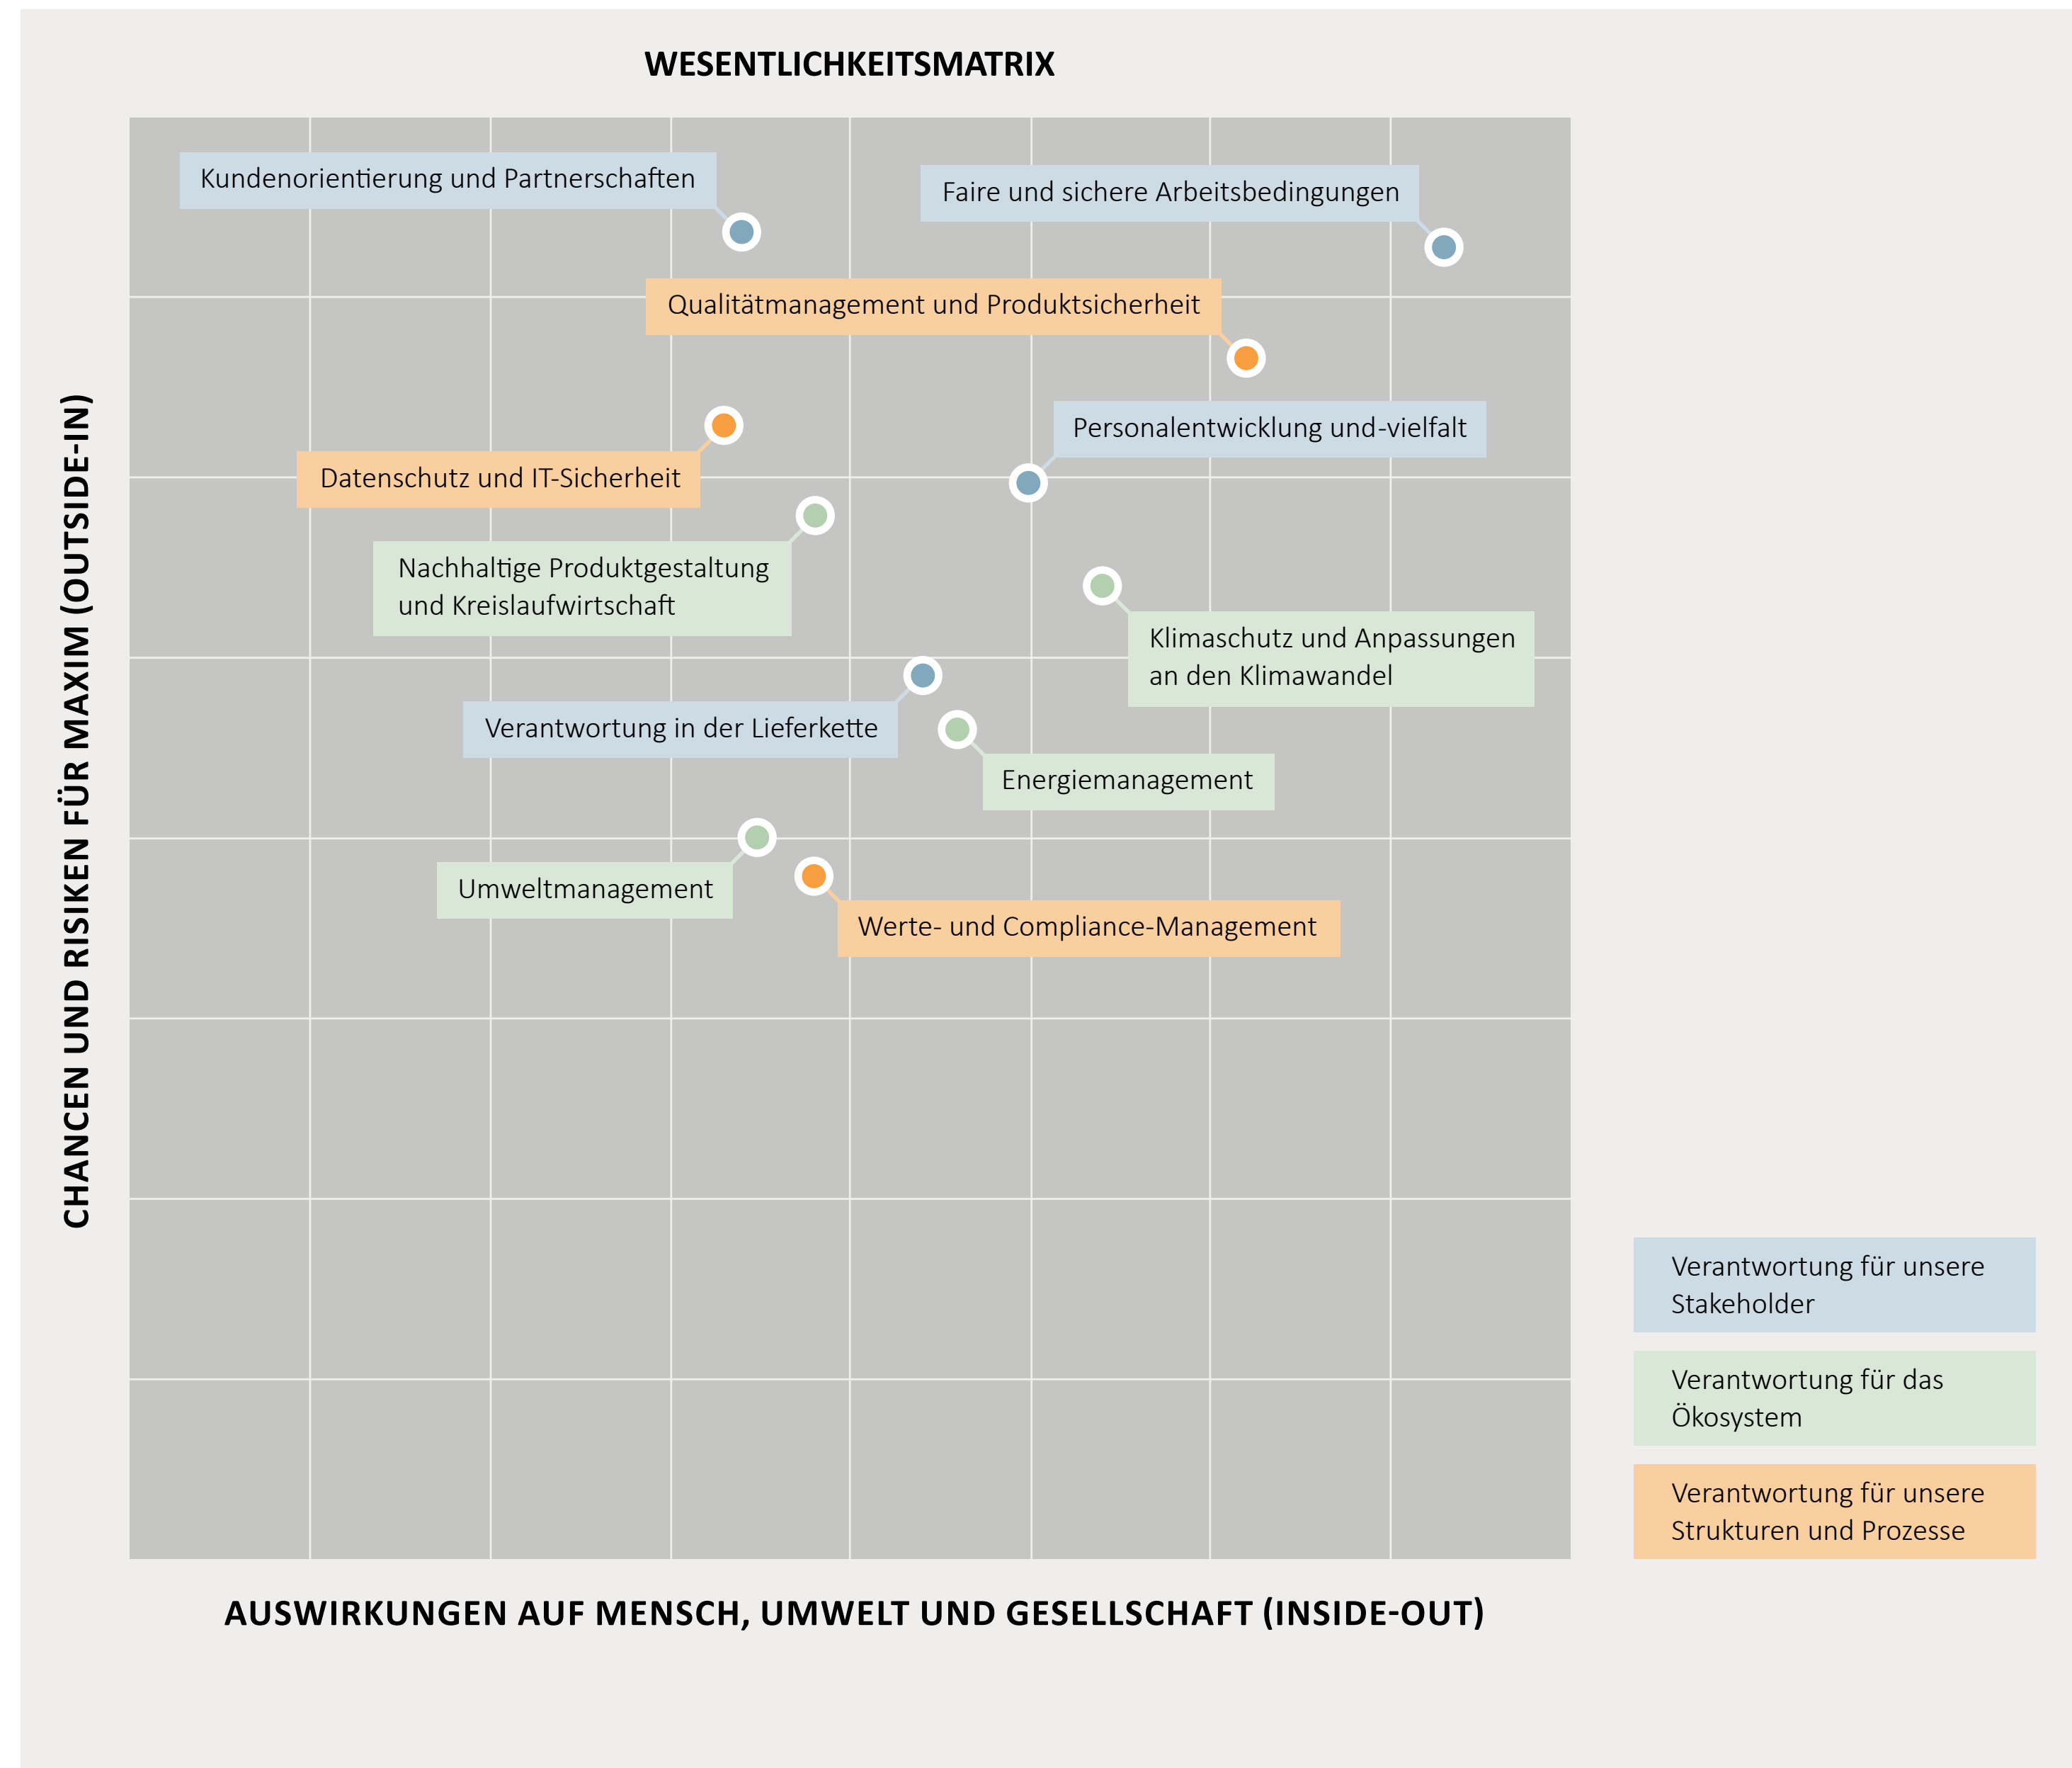 WESENTLICHKEITSMATRIX
Kundenorientierung und Partnerschaften
Faire und sichere Arbeitsbedingungen
Qualitätmanagement und Produktsicherheit
Personalentwicklung und-vielfalt
Datenschutz und IT-Sicherheit
Nachhaltige Produktgestaltung
und Kreislaufwirtschaft
Klimaschutz und Anpassungen
an den Klimawandel
Verantwortung in der Lieferkette
Energiemanagement
Umweltmanagement
Werte- und Compliance-Management
CHANCEN UND RISIKEN FÜR MAXIM (OUTSIDE-IN)
AUSWIRKUNGEN AUF MENSCH, UMWELT UND GESELLSCHAFT (INSIDE-OUT)
Verantwortung für unsere
Stakeholder
Verantwortung für das
Ökosystem
Verantwortung für unsere
Strukturen und Prozesse